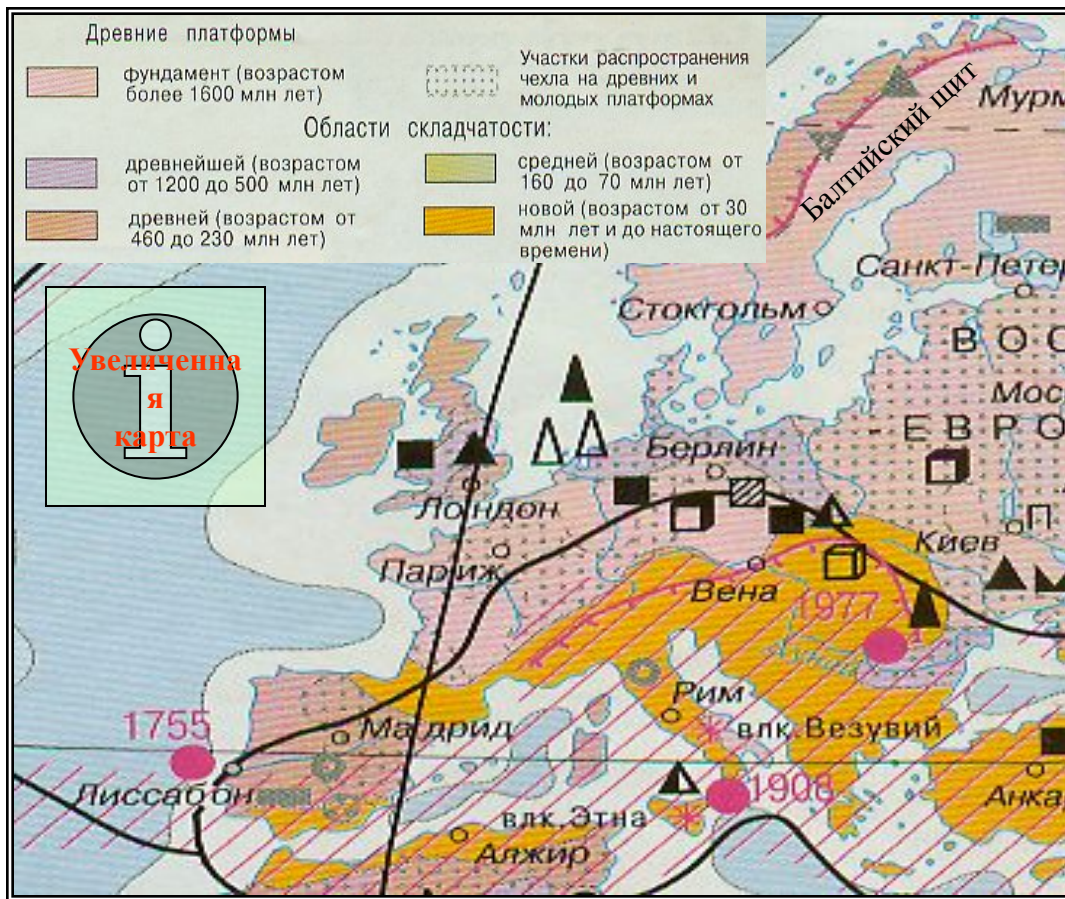 Древние платформы
фундамент (возрастом
более 1600 млн лет)
Участки распространения
чехла на древних и
молодых платформах
Области складчатости:
древнейшей (возрастом
от 1200 до 500 млн лет)
средней (возрастом от
160 до 70 млн лет)
древней (возрастом от
460 до 230 млн лет)
новой (возрастом от 30
млн лет и до настоящего
времени)
Балтийский щит
Мурм
Санкт-Петер
Стокгольм
ВОС
Мос
ЕВРО
Увеличенна
я
карта
Берлин
Лондон
Париж
Киев
П
Вена
1977
Дунай
Рим
влк. Везувий
1755
Мадрид
Лиссабон
1908
влк. Этна
Анка
Алжир